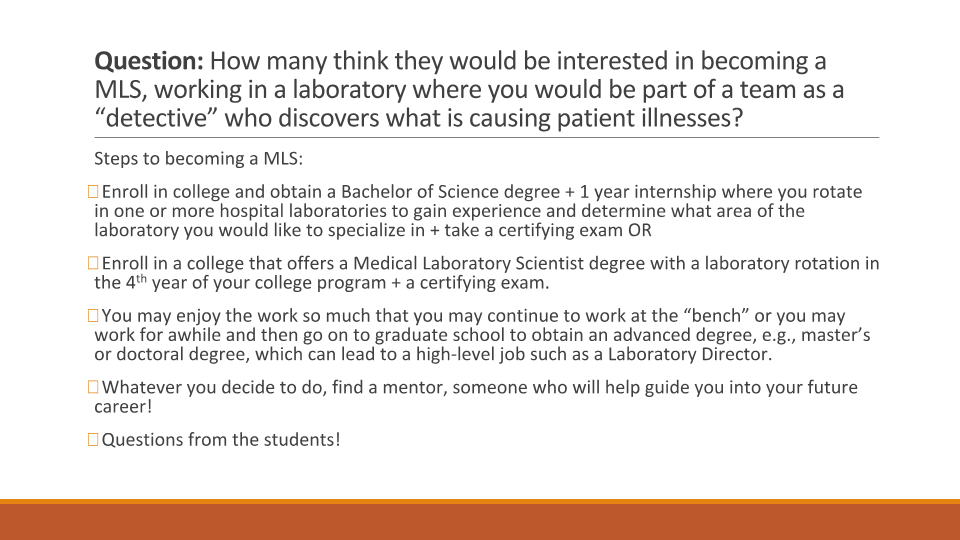 Question: How many think they would be interested in becoming a
MLS, working in a laboratory where you would be part of a team as a
“detective” who discovers what is causing patient illnesses?
Steps to becoming a MLS:
Enroll in college and obtain a Bachelor of Science degree + 1 year internship where you rotate
in one or more hospital laboratories to gain experience and determine what area of the
laboratory you would like to specialize in + take a certifying exam OR
Enroll in a college that offers a Medical Laboratory Scientist degree with a laboratory rotation in
the 4th year of your college program + a certifying exam.
You may enjoy the work so much that you may continue to work at the “bench” or you may
work for awhile and then go on to graduate school to obtain an advanced degree, e.g., master’s
or doctoral degree, which can lead to a high-level job such as a Laboratory Director.
Whatever you decide to do, find a mentor, someone who will help guide you into your future
career!
Questions from the students!